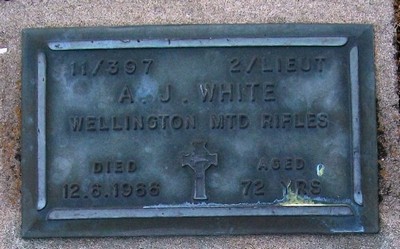 11/397 2/LIEUT
A. J. WHITE
WELLINGTON MTD RIFLES
DIED AGED
12.6.1966 72 YRS